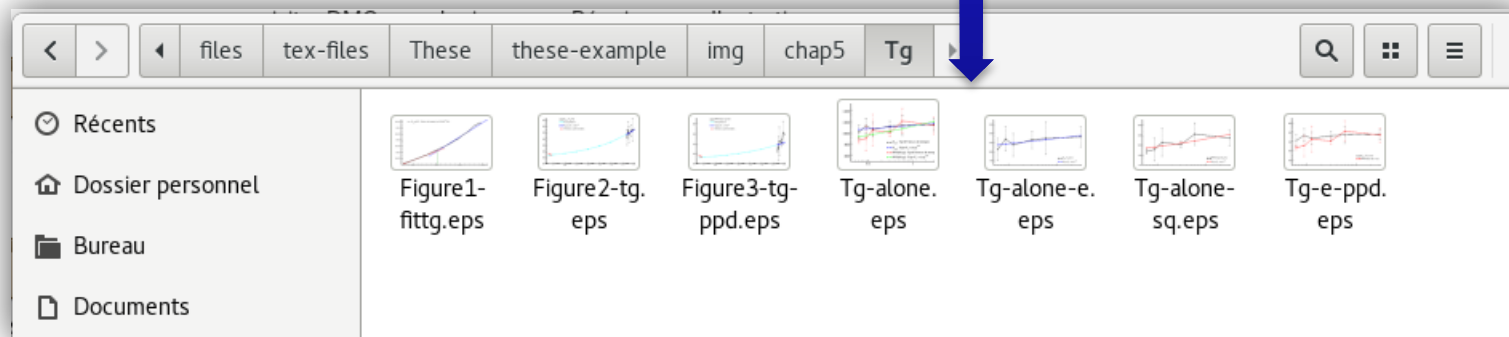 files tex-files These these-example img chap5 Tg
Récents
Dossier personnel
Bureau
Documents
Figure1-
fittg.eps
Figure2-tg.
eps
Figure3-tg-
ppd.eps
Tg-alone.
eps
Tg-alone-e.
eps
Tg-alone-
sq.eps
Tg-e-ppd.
eps